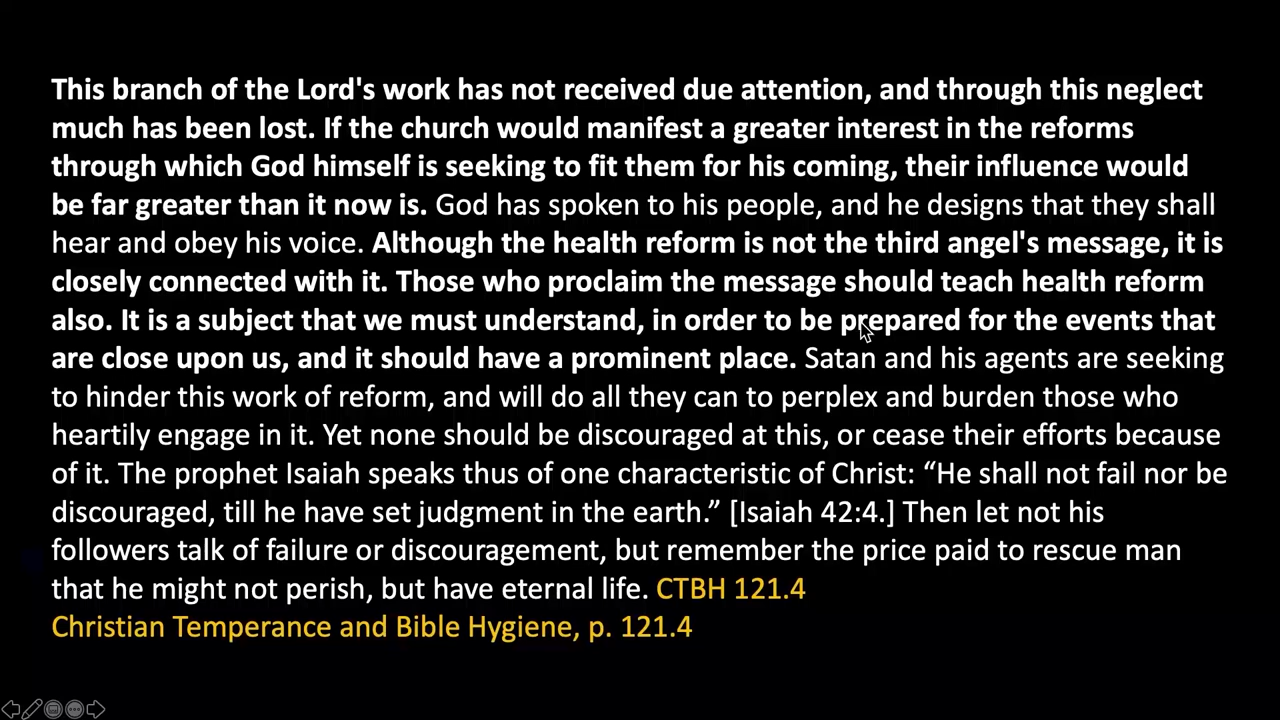 This branch of the Lord's work has not received due attention, and through this neglect
much has been lost. If the church would manifest a greater interest in the reforms
through which God himself is seeking to fit them for his coming, their influence would
be far greater than it now is. God has spoken to his people, and he designs that they shall
hear and obey his voice. Although the health reform is not the third angel's message, it is
closely connected with it. Those who proclaim the message should teach health reform
also. It is a subject that we must understand, in order to be prepared for the events that
are close upon us, and it should have a prominent place. Satan and his agents are seeking
to hinder this work of reform, and will do all they can to perplex and burden those who
heartily engage in it. Yet none should be discouraged at this, or cease their efforts because
of it. The prophet Isaiah speaks thus of one characteristic of Christ: “He shall not fail nor be
discouraged, till he have set judgment in the earth.” [Isaiah 42:4.] Then let not his
followers talk of failure or discouragement, but remember the price paid to rescue man
that he might not perish, but have eternal life. CTBH 121.4
Christian Temperance and Bible Hygiene, p. 121.4